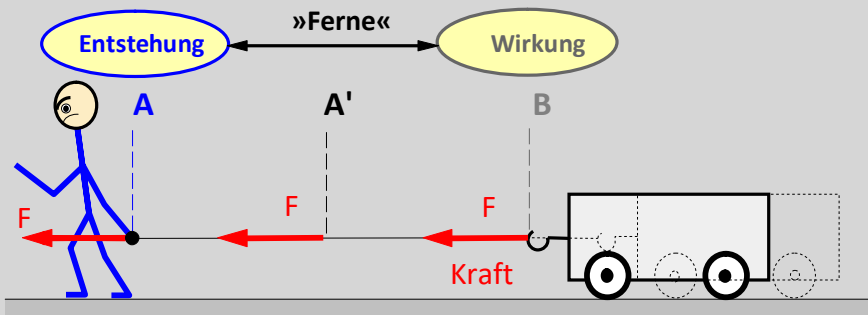 »Ferne«
Entstehung
Wirkung
A
A'
B
F
F
F
Kraft